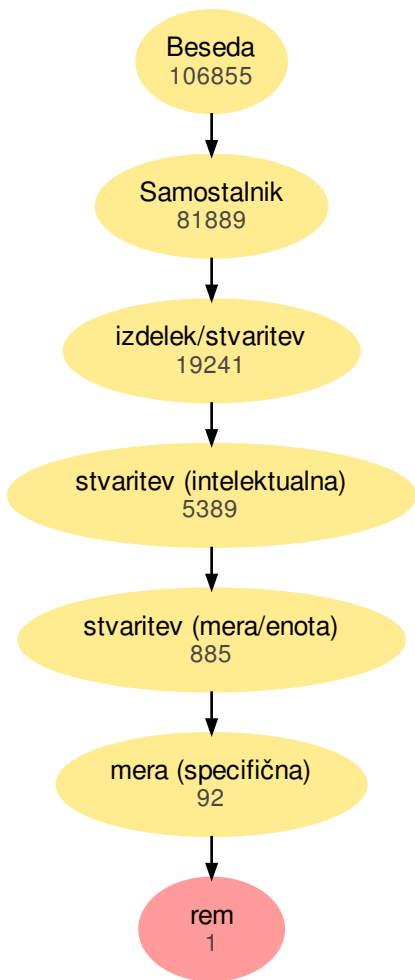 Beseda
106855
Samostalnik
81889
izdelek/stvaritev
19241
stvaritev (intelektualna)
5389
stvaritev (mera/enota)
885
mera (specifična)
92
rem
1